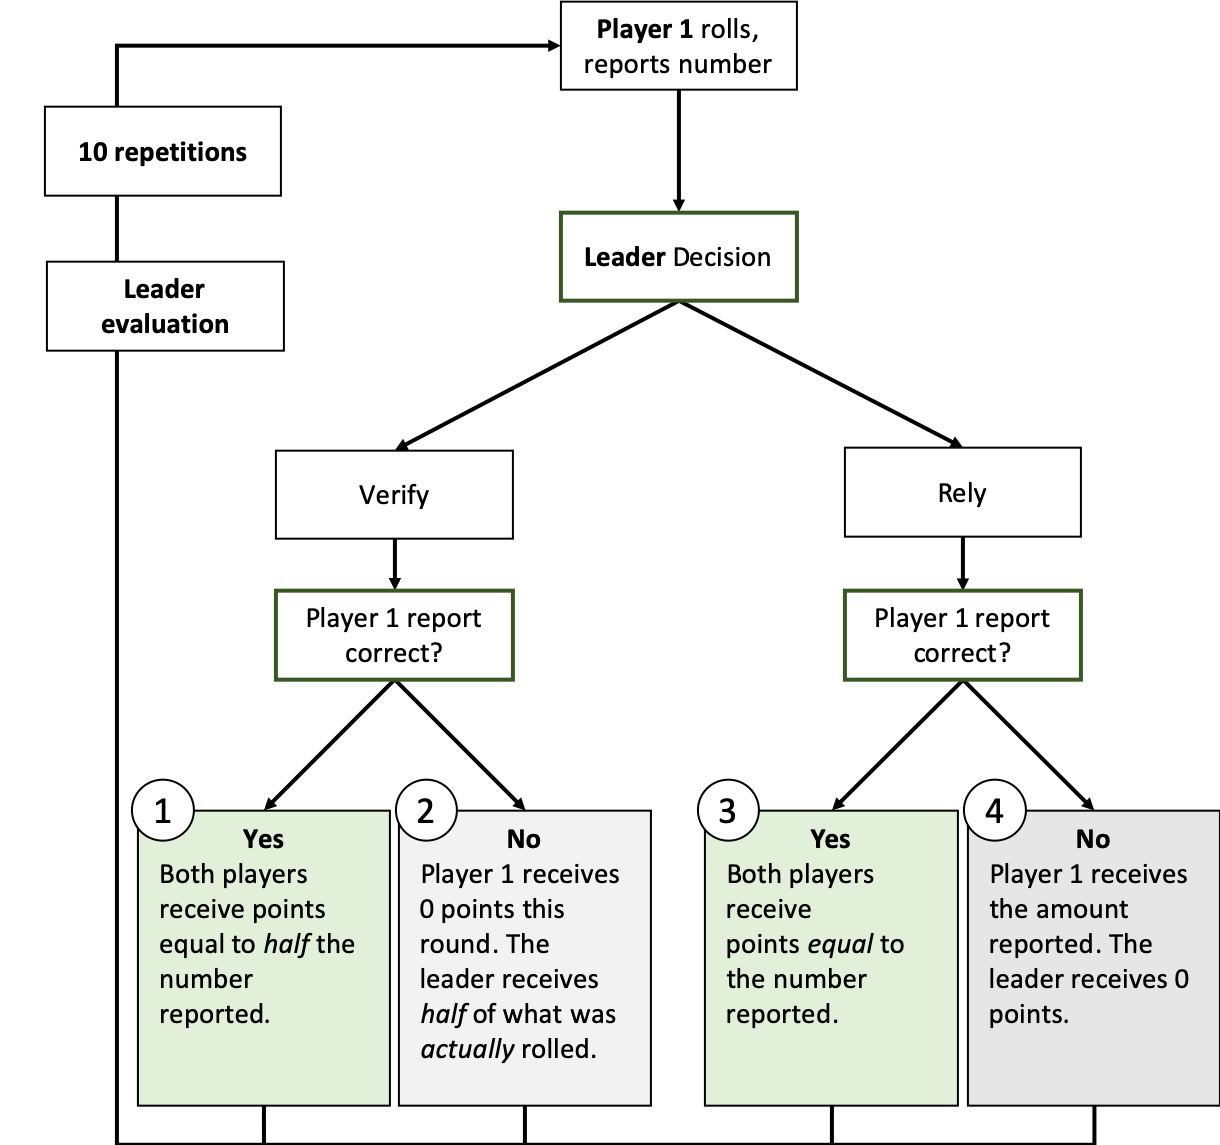 Player 1 rolls,
reports number
10 repetitions
Leader
evaluation
Leader Decision
Verify
Rely
Player 1 report
correct?
Player 1 report
correct?
1
Yes
Both players
receive points
equal to half the
number
reported.
2
No
Player 1 receives
0 points this
round. The
leader receives
half of what was
actually rolled.
3
Yes
Both players
receive
points equal to
the number
reported.
4
No
Player 1 receives
the amount
reported. The
leader receives 0
points.